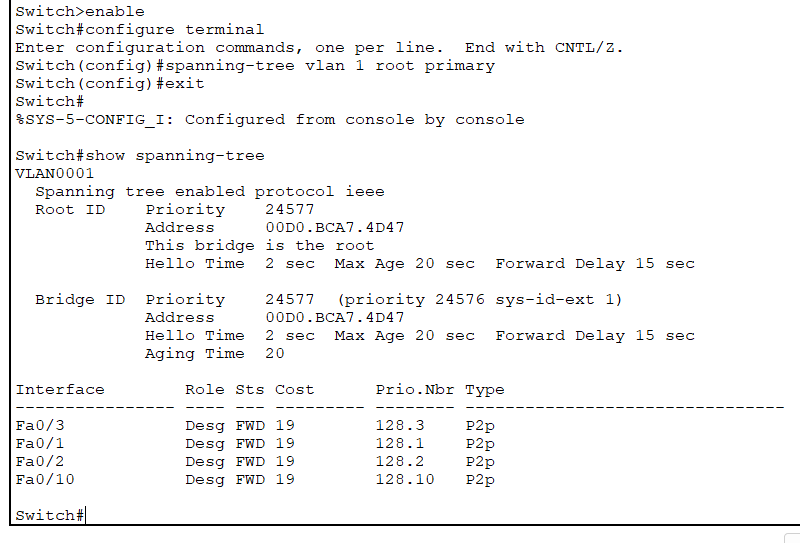 Switch>enable
Switch#configure terminal
Enter configuration commands, one per line.  End with CNTL/Z.
Switch(config)#spanning-tree vlan 1 root primary
Switch(config)#exit
Switch#
%SYS-5-CONFIG_I: Configured from console by console
Switch#show spanning-tree
VLAN0001
  Spanning tree enabled protocol ieee
  Root ID    Priority    24577
             Address     00D0.BCA7.4D47
             This bridge is the root
             Hello Time  2 sec  Max Age 20 sec  Forward Delay 15 sec
  Bridge ID  Priority    24577  (priority 24576 sys-id-ext 1)
             Address     00D0.BCA7.4D47
             Hello Time  2 sec  Max Age 20 sec  Forward Delay 15 sec
             Aging Time  20
Interface        Role Sts Cost      Prio.Nbr Type
---------------- ---- --- --------- -------- --------------------------------
Fa0/3            Desg FWD 19        128.3    P2p
Fa0/1            Desg FWD 19        128.1    P2p
Fa0/2            Desg FWD 19        128.2    P2p
Fa0/10           Desg FWD 19        128.10   P2p
Switch#